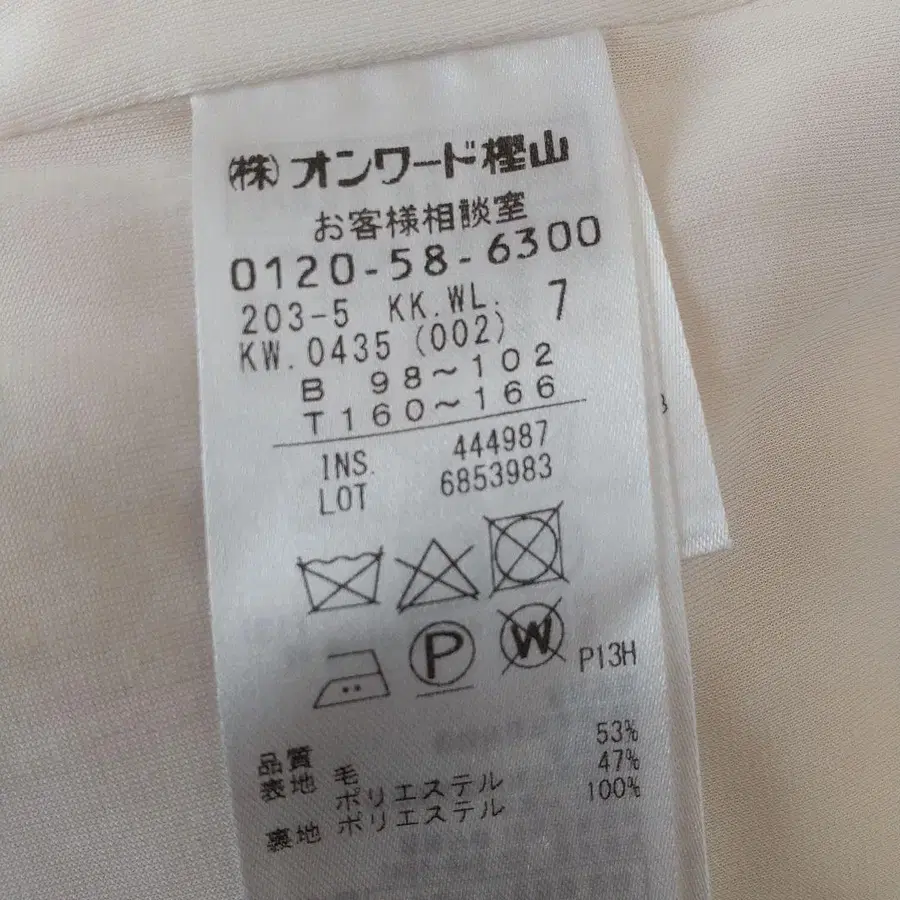 ㈱オンワード樫山
お客様相談室
0120-58-6300
203-5 KK.WL. 7
KW.0435 (002)
B 98〜102
T160〜166
INS. 444987
LOT 6853983
P W P13H
品質
表地 毛 53%
ポリエステル 47%
裏地 ポリエステル 100%